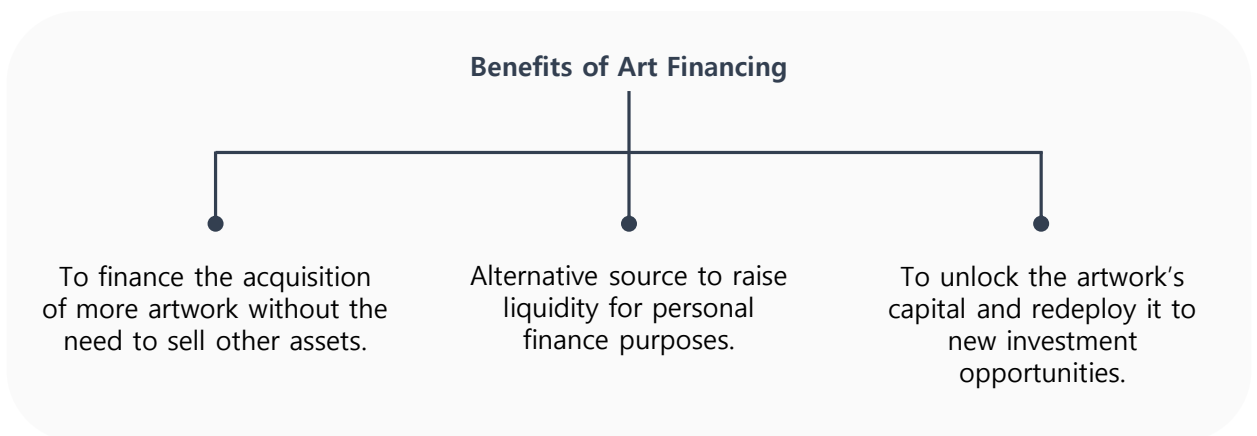 Benefits of Art Financing
To finance the acquisition
of more artwork without the
need to sell other assets.
Alternative source to raise
liquidity for personal
finance purposes.
To unlock the artwork’s
capital and redeploy it to
new investment
opportunities.